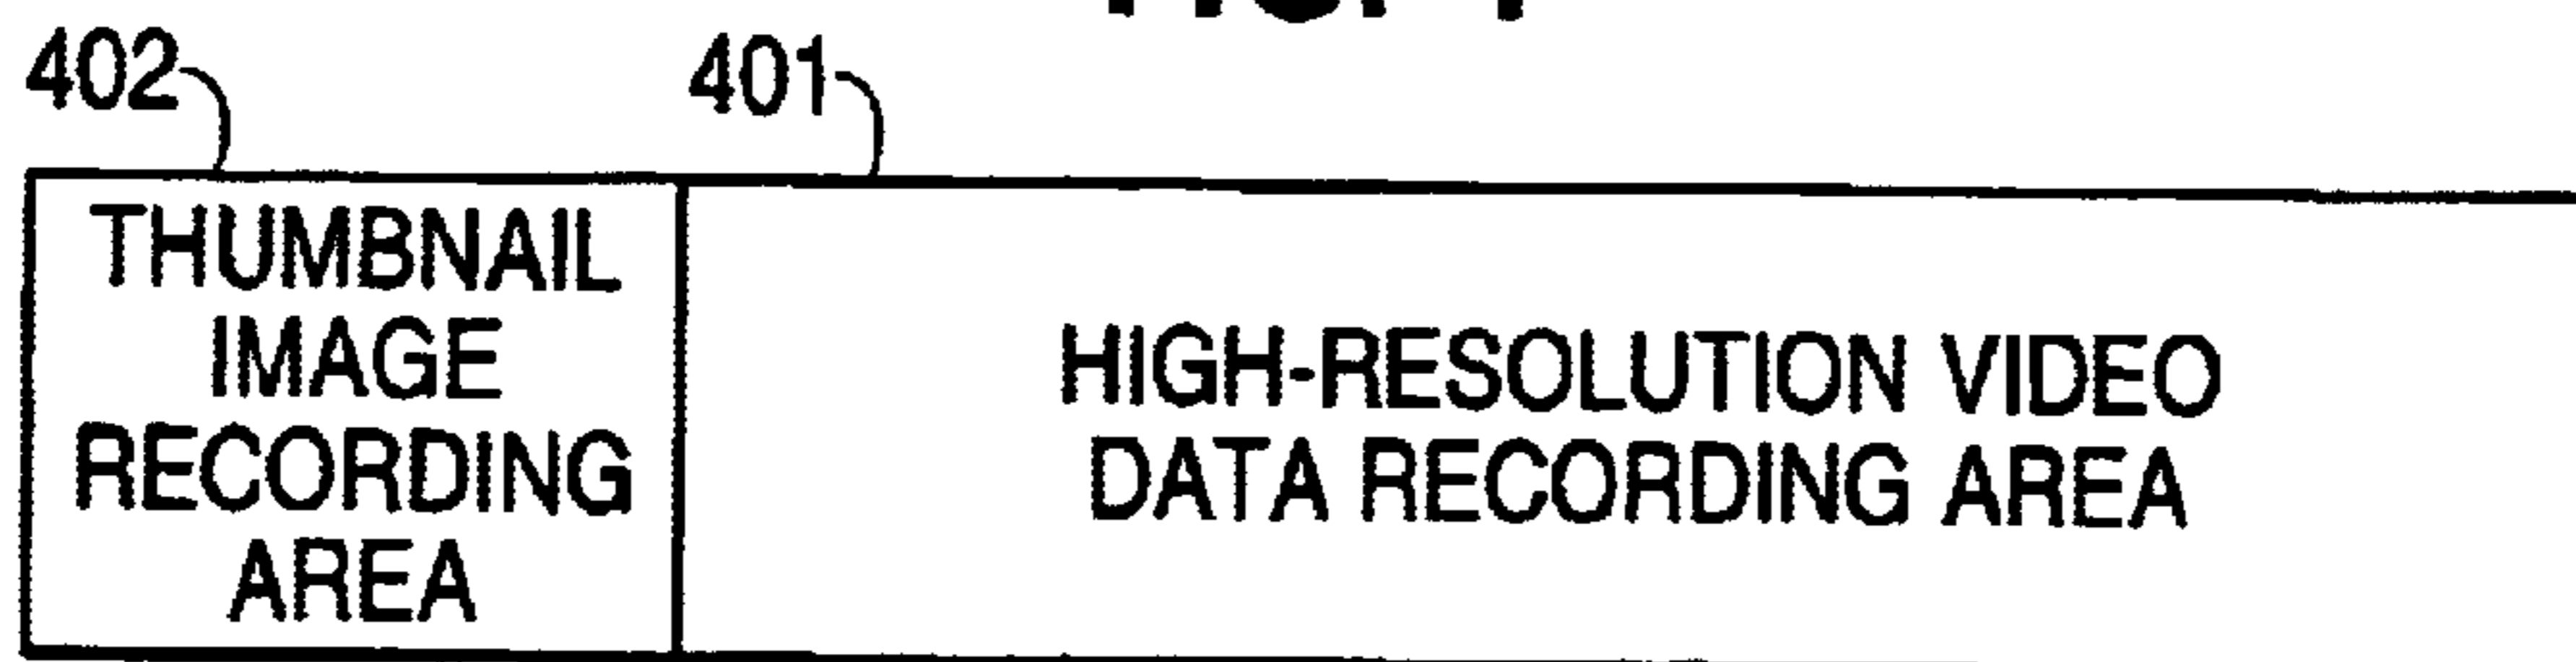 402
401
THUMBNAIL
IMAGE
RECORDING
AREA
HIGH-RESOLUTION VIDEO
DATA RECORDING AREA